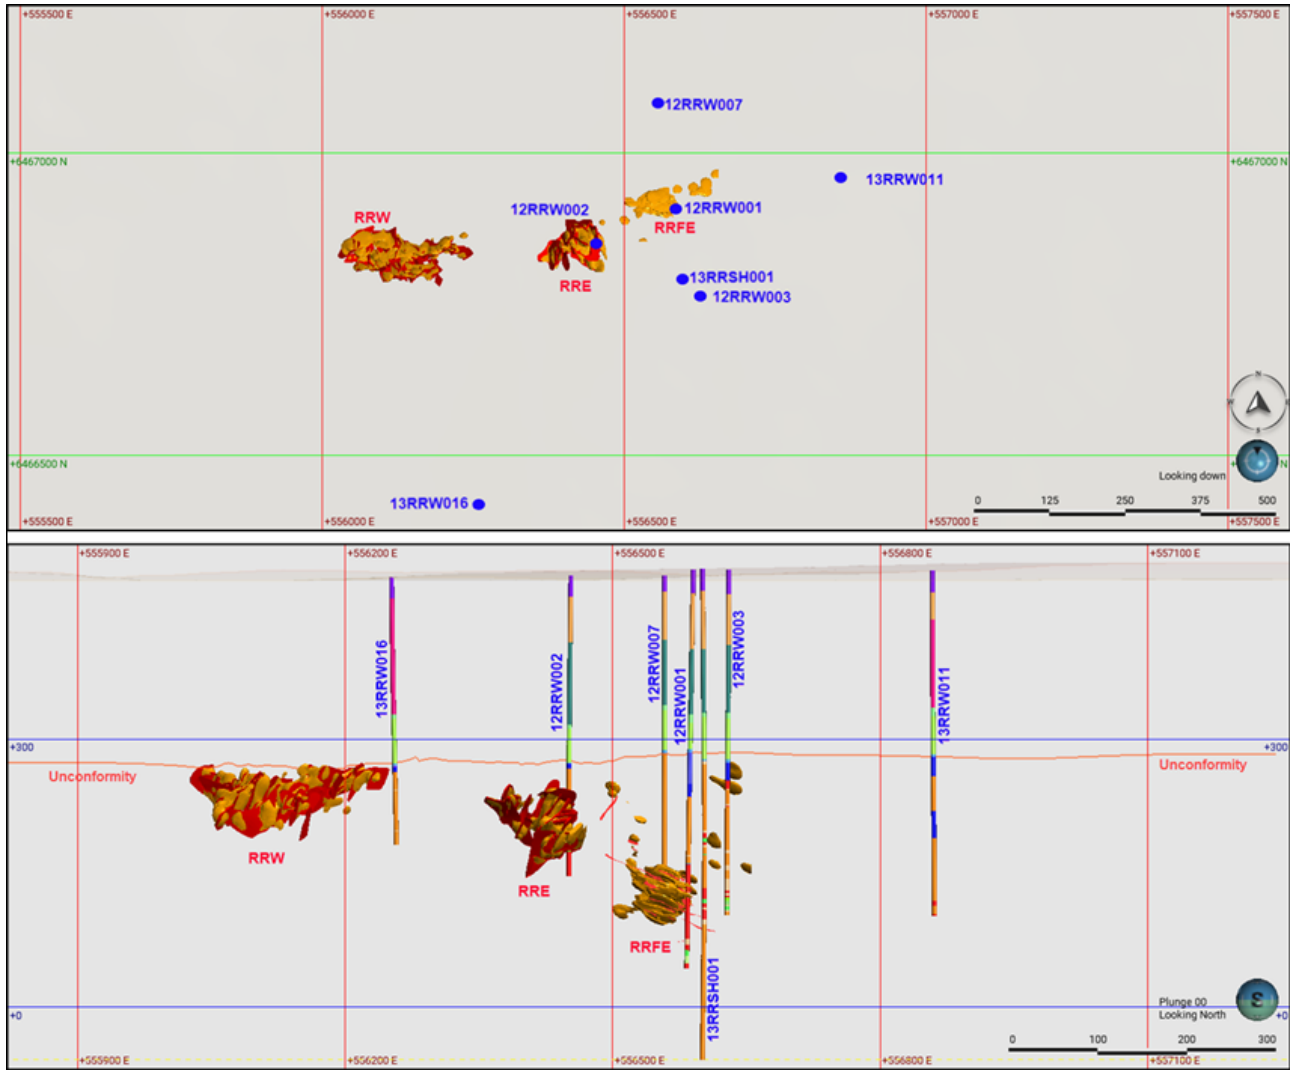 +555500 E
+556000 E
+556500 E
+557000 E
+557500 E
12RRW007
+6467000 N
+6467000 N
13RRW011
12RRW002
12RRW001
RRW
RRFE
13RRSH001
RRE
12RRW003
N
W
S
+6466500 N
N
Looking down
13RRW016
0 125 250 375 500
+555500 E
+556000 E
+556500 E
+557000 E
+557500 E
+555900 E
+556200 E
+556500 E
+556800 E
+557100 E
13RRW016
12RRW002
12RRW007
12RRW001
12RRW003
13RRW011
+300
+300
Unconformity
Unconformity
RRW
RRE
RRFE
13RRSH001
Plunge 00
Looking North
S
+0
+0
0 100 200 300
+555900 E
+556200 E
+556500 E
+556800 E
+557100 E